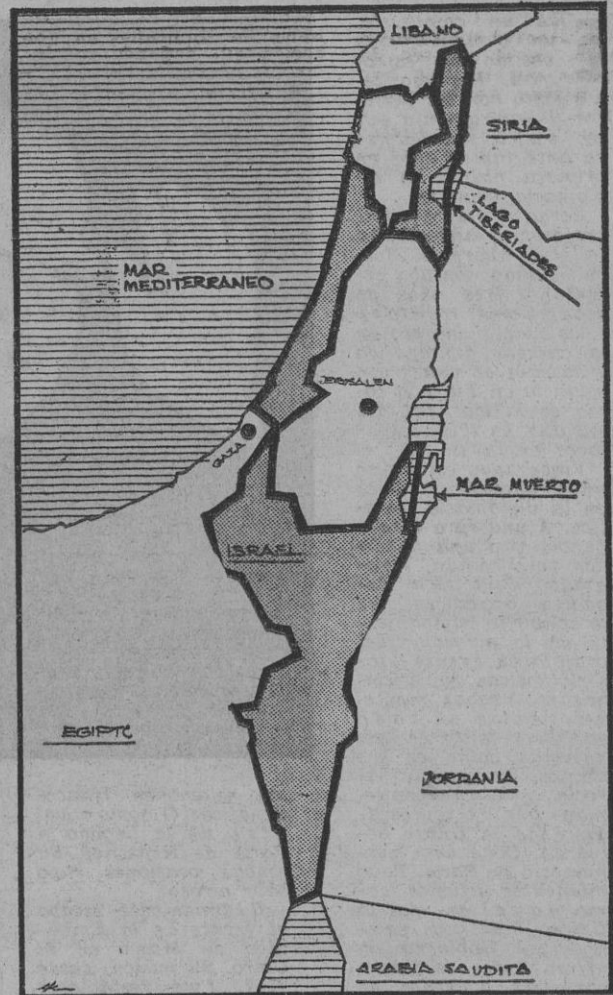 LIBANO
SIRIA
LAGO
TIBERIADES
MAR
MEDITERRANEO
JERUSALEN
GAZA
MAR MUERTO
ISRAEL
EGIPTO
JORDANIA
ARABIA SAUDITA